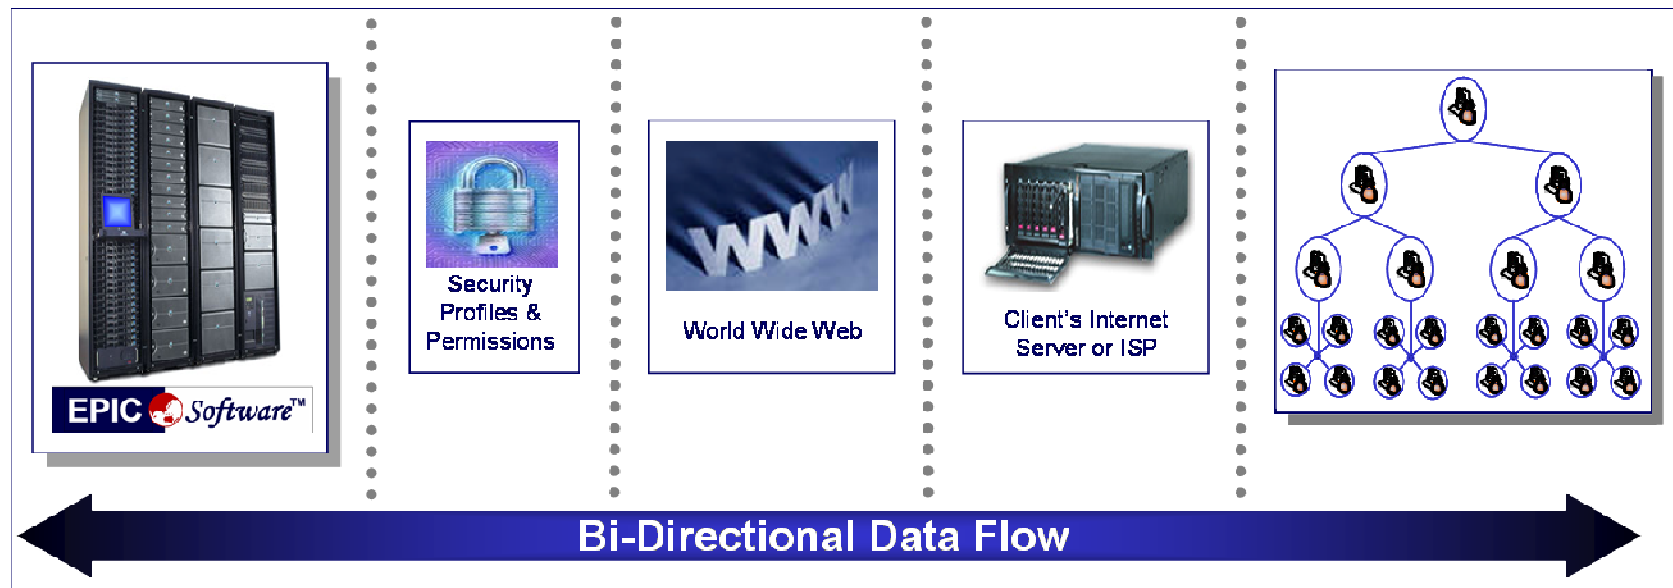 EPIC Software™
Security
Profiles &
Permissions
WWW
World Wide Web
Client's Internet
Server or ISP
Bi-Directional Data Flow